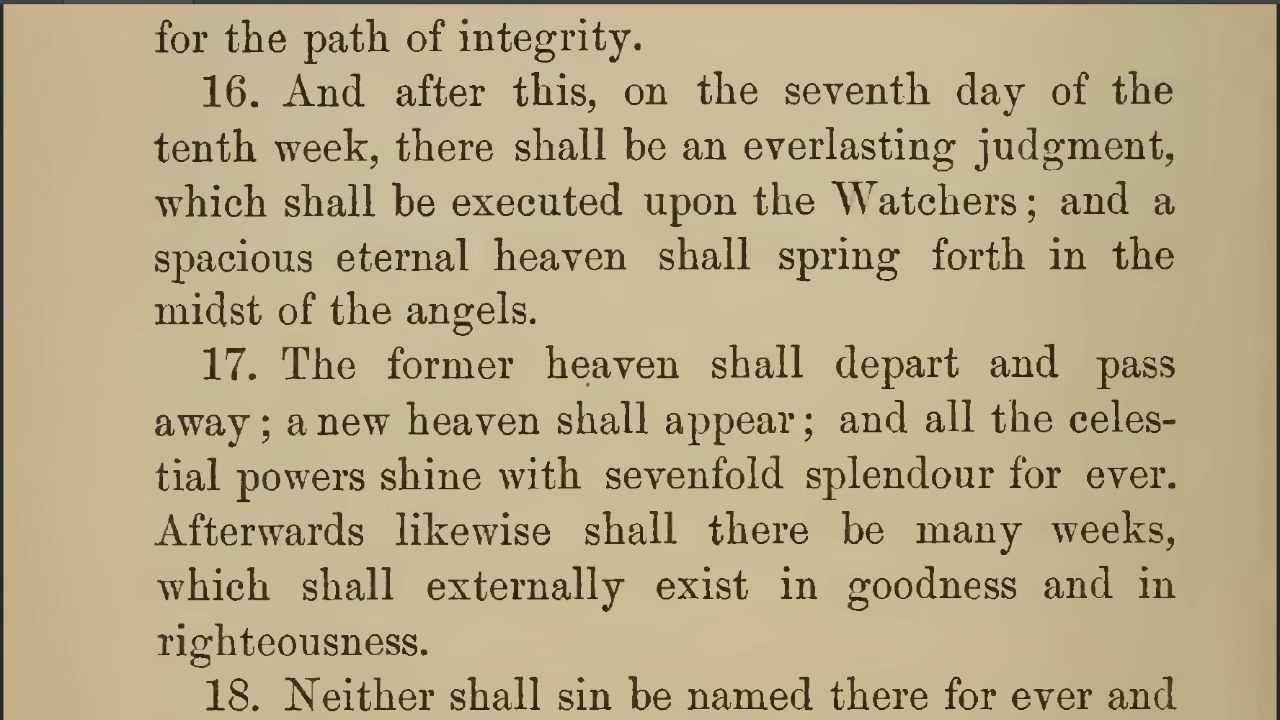 for the path of integrity.
16. And after this, on the seventh day of the
tenth week, there shall be an everlasting judgment,
which shall be executed upon the Watchers; and a
spacious eternal heaven shall spring forth in the
midst of the angels.
17. The former heaven shall depart and pass
away; a new heaven shall appear; and all the celes-
tial powers shine with sevenfold splendour for ever.
Afterwards likewise shall there be many weeks,
which shall externally exist in goodness and in
righteousness.
18. Neither shall sin be named there for ever and